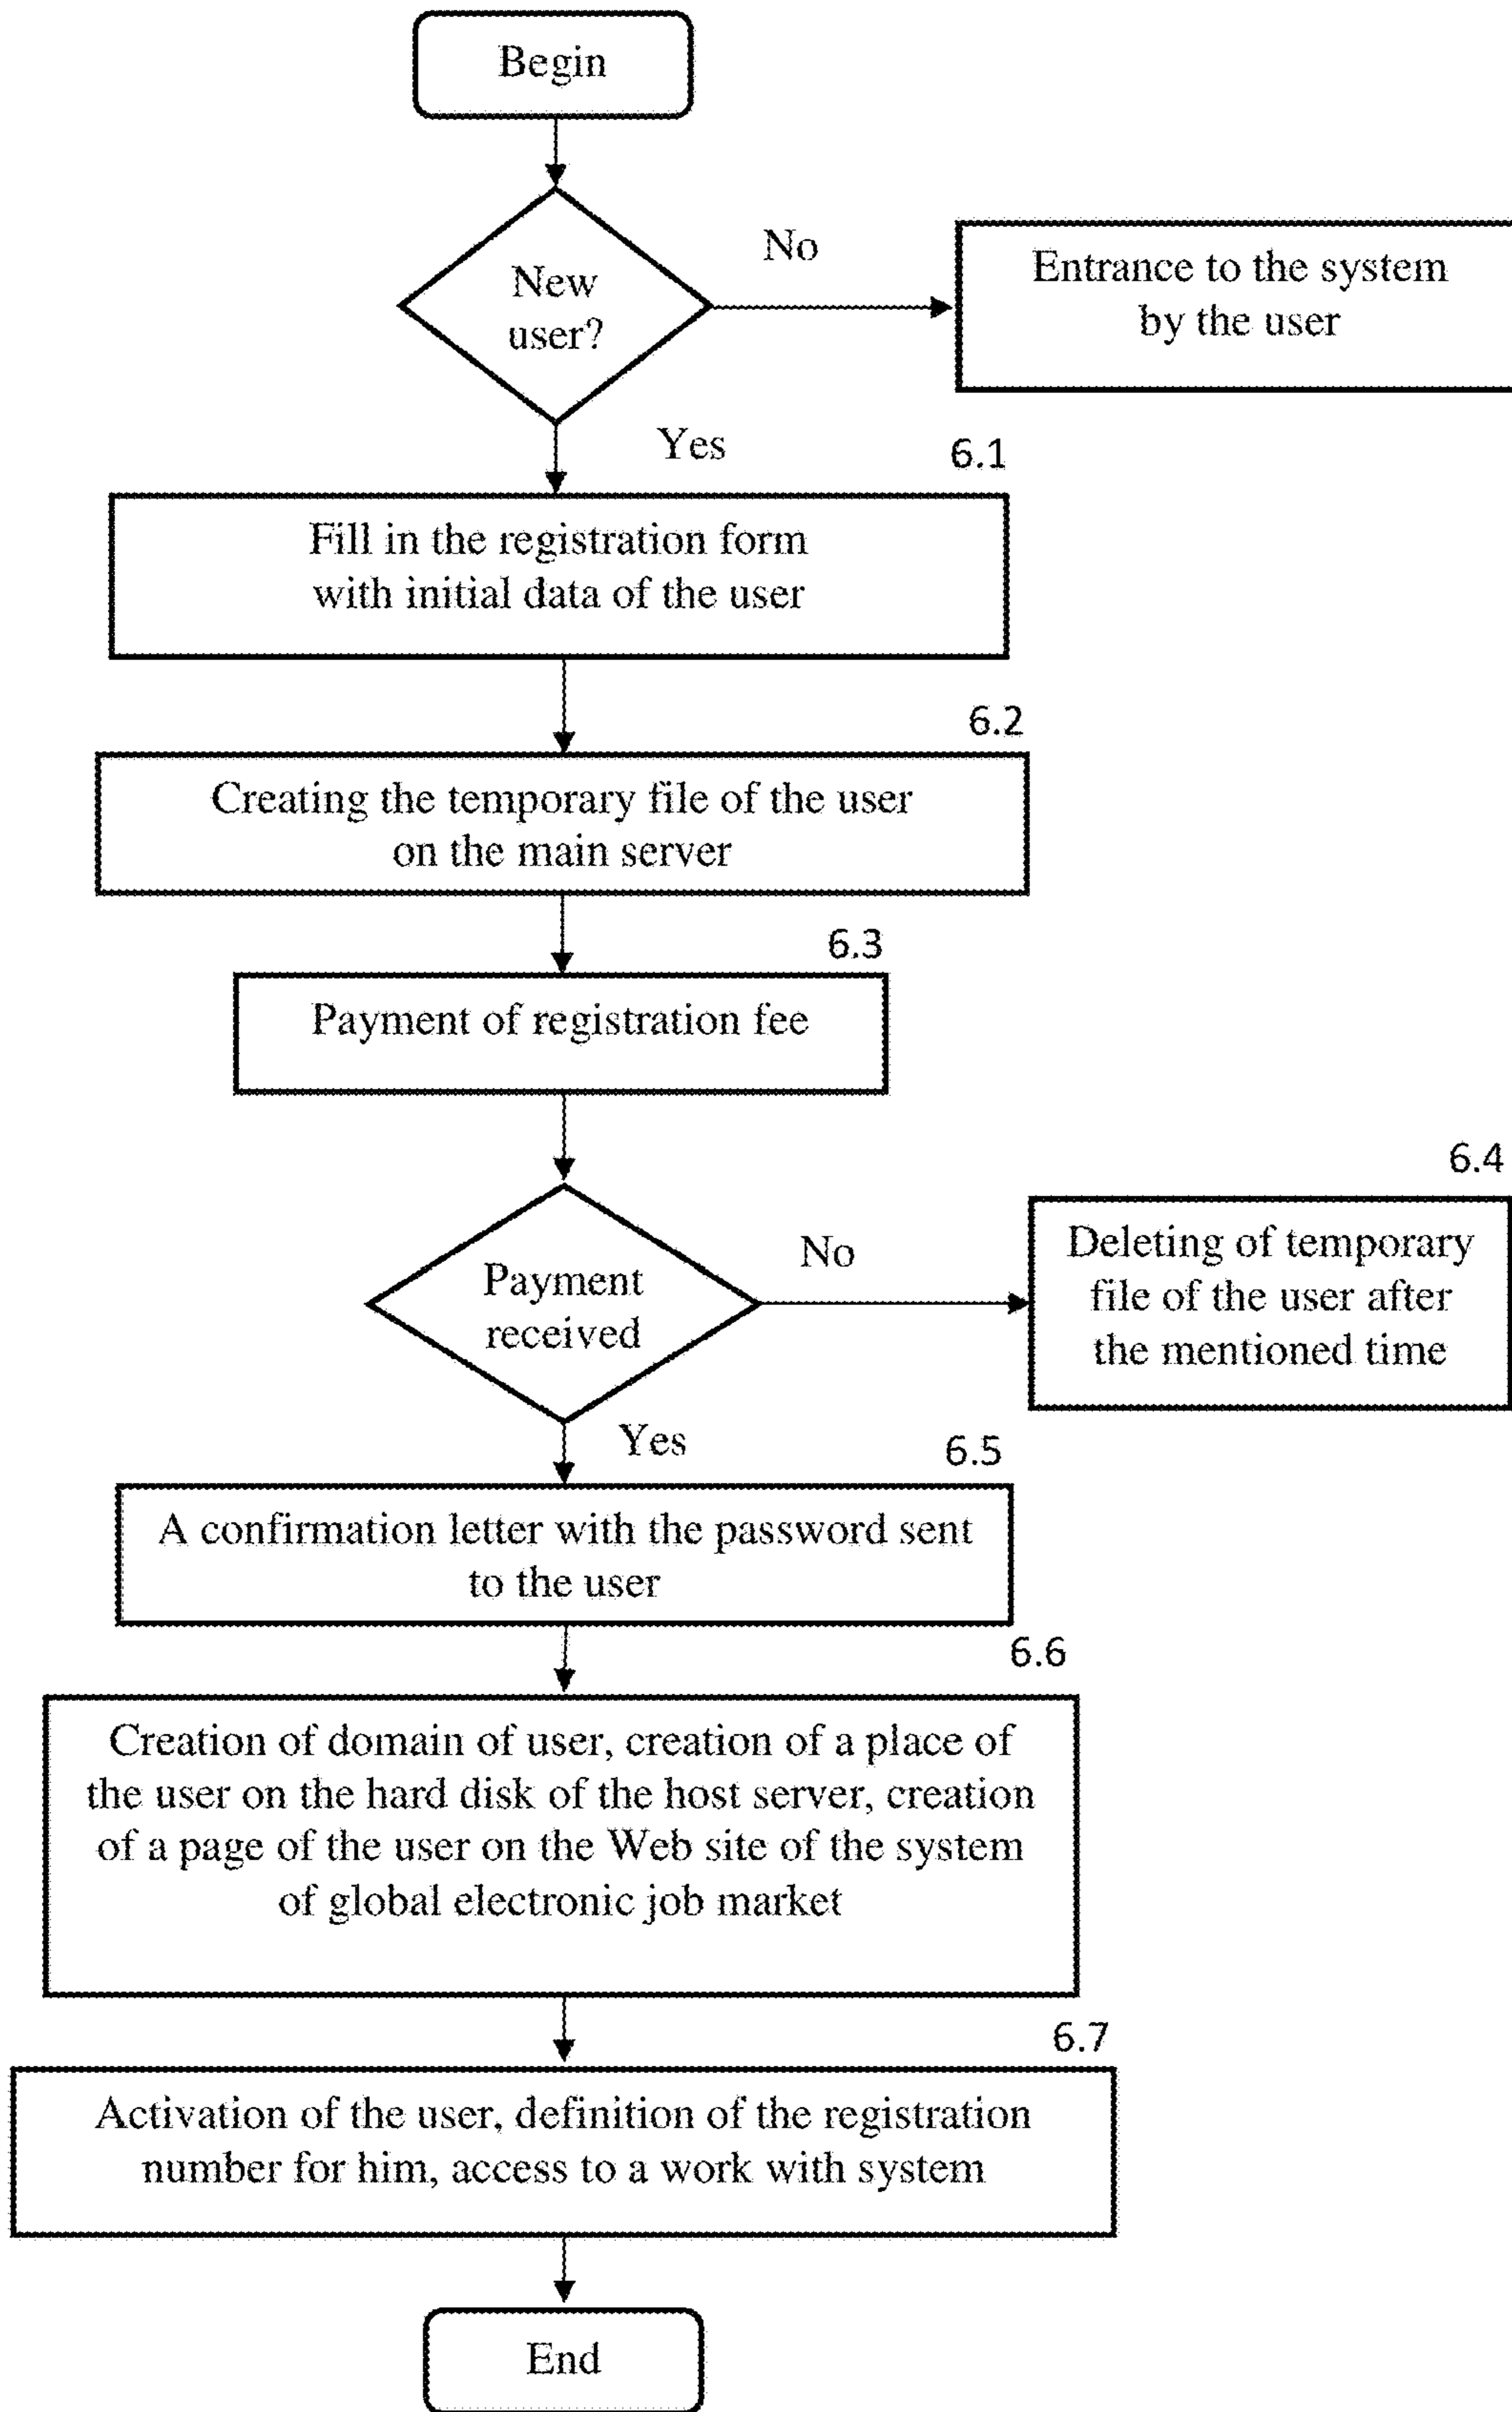 Begin
New
user?
No
Entrance to the system
by the user
Yes
6.1
Fill in the registration form
with initial data of the user
6.2
Creating the temporary file of the user
on the main server
6.3
Payment of registration fee
Payment
received
No
6.4
Deleting of temporary
file of the user after
the mentioned time
Yes
6.5
A confirmation letter with the password sent
to the user
6.6
Creation of domain of user, creation of a place of
the user on the hard disk of the host server, creation
of a page of the user on the Web site of the system
of global electronic job market
6.7
Activation of the user, definition of the registration
number for him, access to a work with system
End